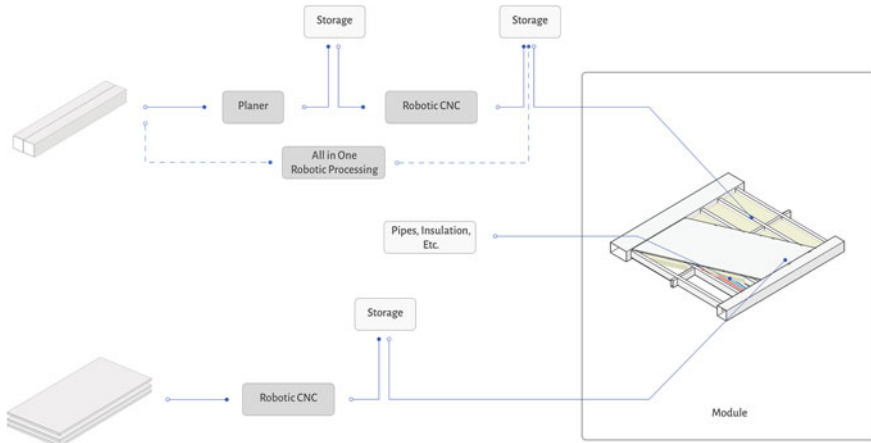 Storage
Storage
Planer
Robotic CNC
All in One
Robotic Processing
Pipes, Insulation,
Etc.
Storage
Robotic CNC
Module